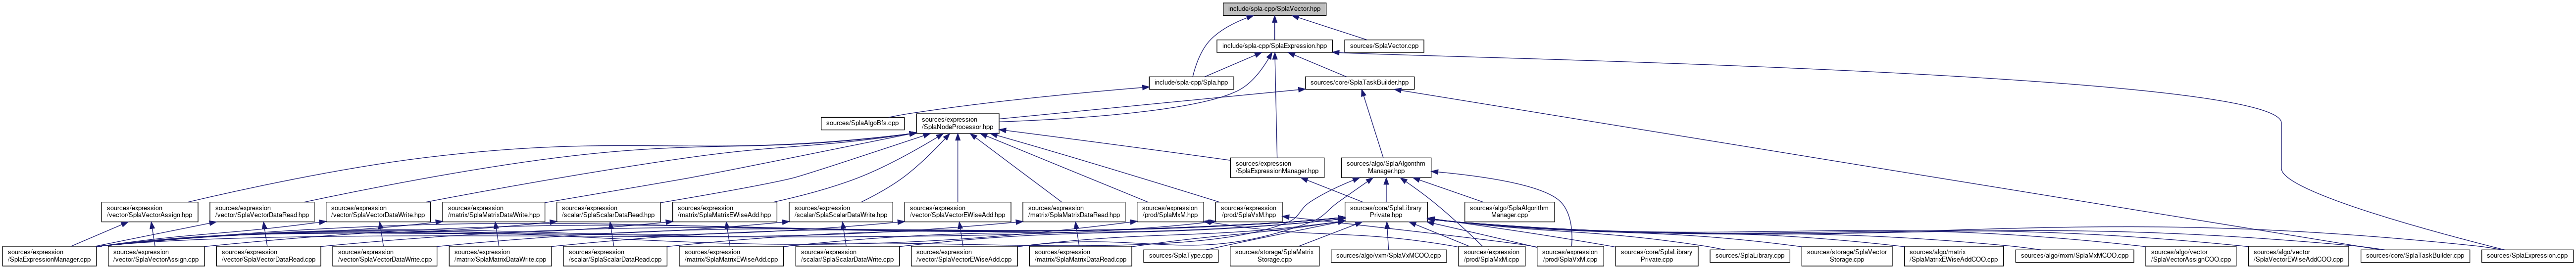 include/spla-cpp/SplaVector.hpp
include/spla-cpp/SplaExpression.hpp
sources/SplaVector.cpp
include/spla-cpp/Spla.hpp
sources/core/SplaTaskBuilder.hpp
sources/SplaAlgoBfs.cpp
sources/expression
/SplaNodeProcessor.hpp
sources/expression
/SplaExpressionManager.hpp
sources/algo/SplaAlgorithm
Manager.hpp
sources/expression
/vector/SplaVectorAssign.hpp
sources/expression
/vector/SplaVectorDataRead.hpp
sources/expression
/vector/SplaVectorDataWrite.hpp
sources/expression
/matrix/SplaMatrixDataWrite.hpp
sources/expression
/scalar/SplaScalarDataRead.hpp
sources/expression
/matrix/SplaMatrixEWiseAdd.hpp
sources/expression
/scalar/SplaScalarDataWrite.hpp
sources/expression
/vector/SplaVectorEWiseAdd.hpp
sources/expression
/matrix/SplaMatrixDataRead.hpp
sources/expression
/prod/SplaMxM.hpp
sources/expression
/prod/SplaVxM.hpp
sources/core/SplaLibrary
Private.hpp
sources/algo/SplaAlgorithm
Manager.cpp
sources/expression
/SplaExpressionManager.cpp
sources/expression
/vector/SplaVectorAssign.cpp
sources/expression
/vector/SplaVectorDataRead.cpp
sources/expression
/vector/SplaVectorDataWrite.cpp
sources/expression
/matrix/SplaMatrixDataWrite.cpp
sources/expression
/scalar/SplaScalarDataRead.cpp
sources/expression
/matrix/SplaMatrixEWiseAdd.cpp
sources/expression
/scalar/SplaScalarDataWrite.cpp
sources/expression
/vector/SplaVectorEWiseAdd.cpp
sources/expression
/matrix/SplaMatrixDataRead.cpp
sources/SplaType.cpp
sources/storage/SplaMatrix
Storage.cpp
sources/algo/vxm/SplaVxMCOO.cpp
sources/expression
/prod/SplaMxM.cpp
sources/expression
/prod/SplaVxM.cpp
sources/core/SplaLibrary
Private.cpp
sources/SplaLibrary.cpp
sources/storage/SplaVector
Storage.cpp
sources/algo/matrix
/SplaMatrixEWiseAddCOO.cpp
sources/algo/mxm/SplaMxMCOO.cpp
sources/algo/vector
/SplaVectorAssignCOO.cpp
sources/algo/vector
/SplaVectorEWiseAddCOO.cpp
sources/core/SplaTaskBuilder.cpp
sources/SplaExpression.cpp